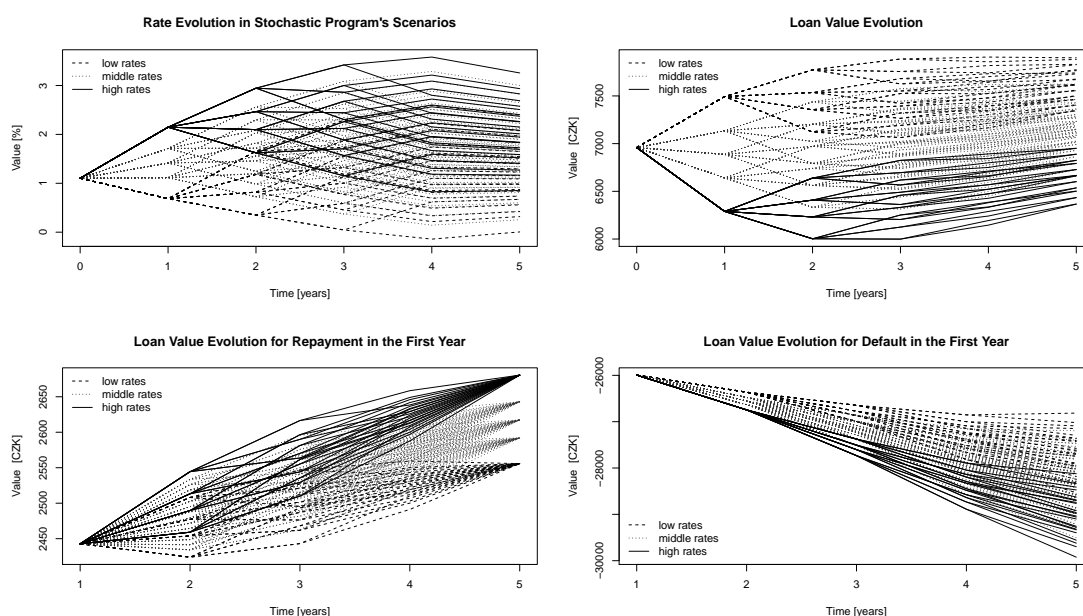 Rate Evolution in Stochastic Program's Scenarios
Value [%]
3
2
1
0
low rates
middle rates
high rates
0 1 2 3 4 5
Time [years]
Loan Value Evolution
Value [CZK]
7500
7000
6500
6000
low rates
middle rates
high rates
0 1 2 3 4 5
Time [years]
Loan Value Evolution for Repayment in the First Year
Value [CZK]
2650
2600
2550
2500
2450
low rates
middle rates
high rates
1 2 3 4 5
Time [years]
Loan Value Evolution for Default in the First Year
Value [CZK]
−26000
−28000
−30000
low rates
middle rates
high rates
1 2 3 4 5
Time [years]